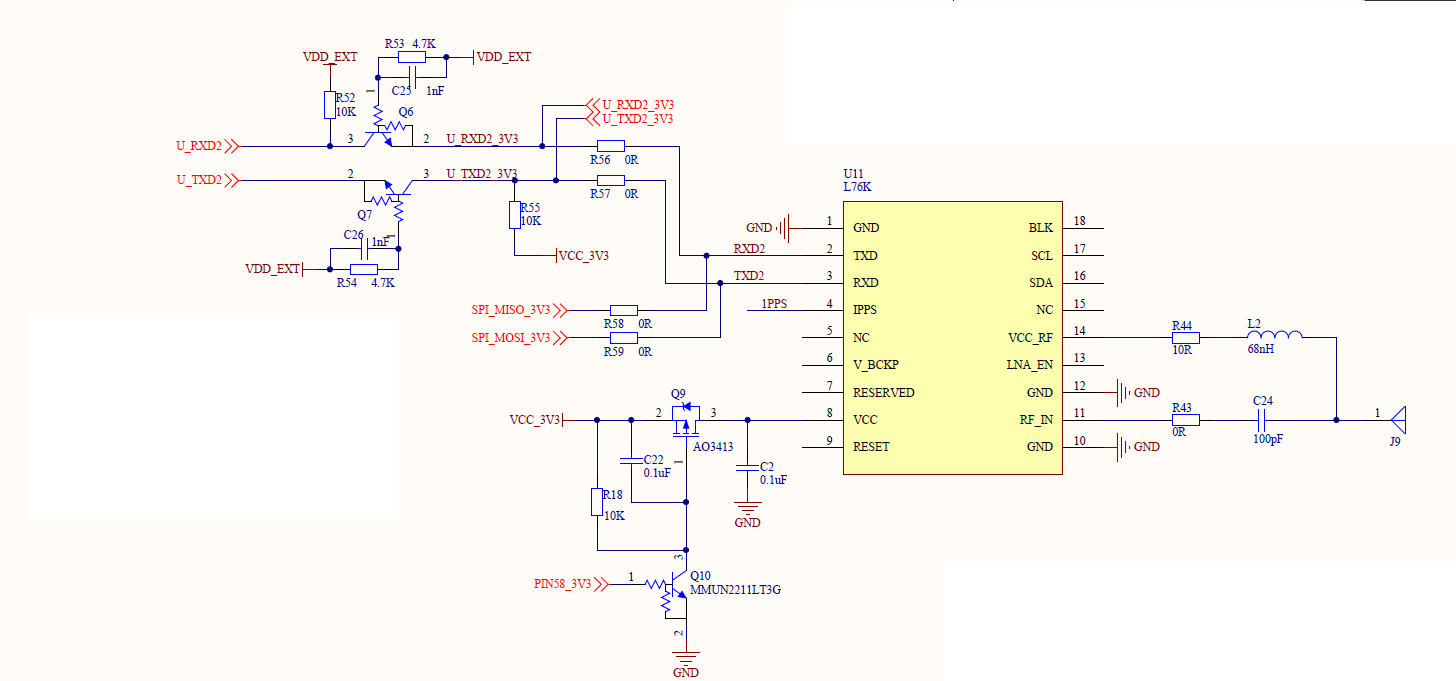 R53 4.7K
VDD_EXT
VDD_EXT
C25 1nF
1
R52
10K
Q6
U_RXD2_3V3
U_TXD2_3V3
U_RXD2
3
2
U_RXD2_3V3
R56 0R
U_TXD2
2
3
U_TXD2_3V3
R57 0R
Q7
R55
10K
C26 1nF
1
VDD_EXT
R54 4.7K
VCC_3V3
U11
L76K
GND
1
GND
RXD2
2
TXD
TXD2
3
RXD
1PPS
4
IPPS
5
NC
6
V_BCKP
7
RESERVED
8
VCC
9
RESET
BLK
18
SCL
17
SDA
16
NC
15
VCC_RF
14
LNA_EN
13
GND
12
GND
RF_IN
11
GND
10
GND
SPI_MISO_3V3
R58 0R
SPI_MOSI_3V3
R59 0R
R44
10R
L2
68nH
R43
0R
C24
100pF
1
J9
Q9
VCC_3V3
2
3
AO3413
1
C22
0.1uF
C2
0.1uF
GND
R18
10K
3
PIN58_3V3
1
Q10
MMUN2211LT3G
2
GND